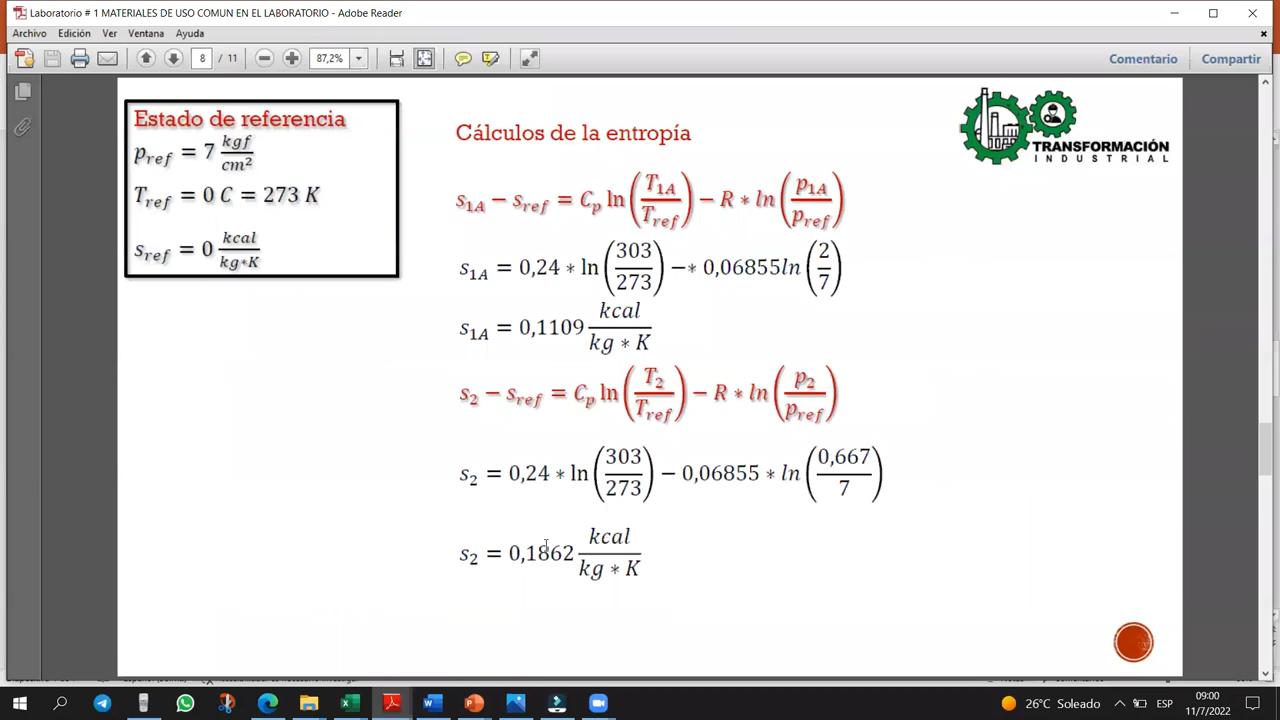 Laboratorio # 1 MATERIALES DE USO COMUN EN EL LABORATORIO - Adobe Reader
Archivo Edición Ver Ventana Ayuda
8 / 11 87,2% Comentario Compartir
Estado de referencia
p_ref = 7 kgf/cm²
T_ref = 0 C = 273 K
s_ref = 0 kcal/kg*K
TRANSFORMACIÓN
INDUSTRIAL
Cálculos de la entropía
s_1A − s_ref = C_p ln(T_1A/T_ref) − R * ln(p_1A/p_ref)
s_1A = 0,24 * ln(303/273) −* 0,06855ln(2/7)
s_1A = 0,1109 kcal/kg * K
s_2 − s_ref = C_p ln(T_2/T_ref) − R * ln(p_2/p_ref)
s_2 = 0,24 * ln(303/273) − 0,06855 * ln(0,667/7)
s_2 = 0,1862 kcal/kg * K
26°C Soleado ESP
09:00
11/7/2022